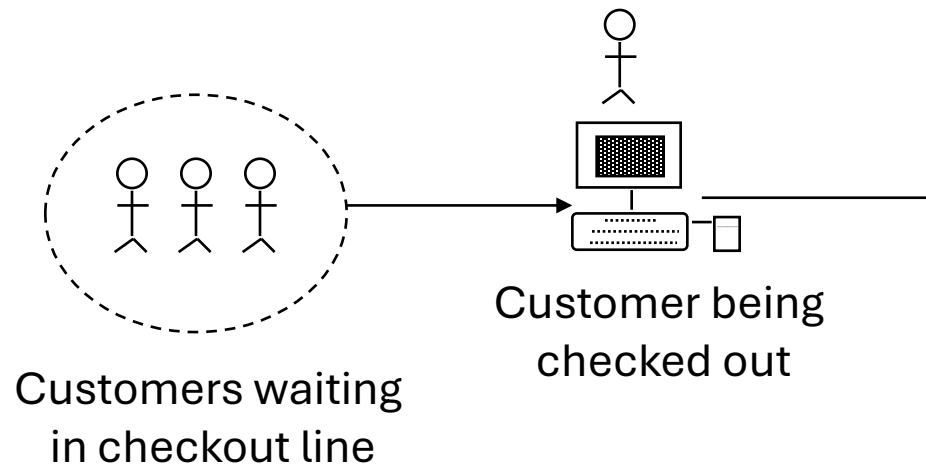 Customer being
checked out
Customers waiting
in checkout line